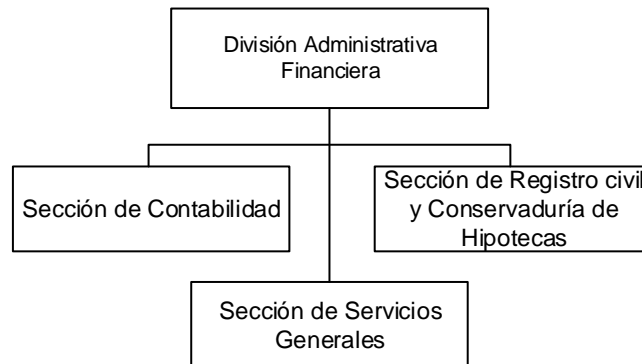 División Administrativa
Financiera
Sección de Contabilidad
Sección de Registro civil
y Conservaduría de
Hipotecas
Sección de Servicios
Generales